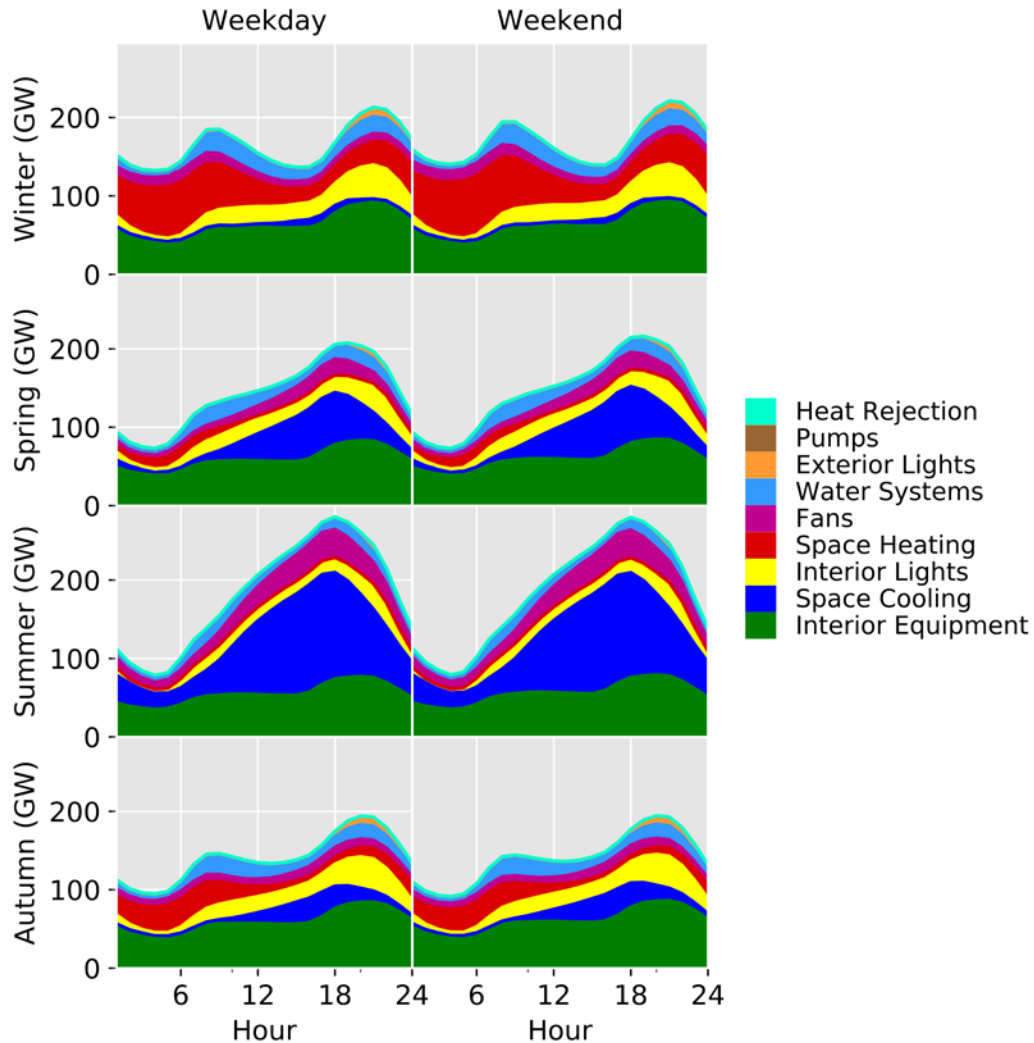 Weekday Weekend
Winter (GW)
200
100
0
Spring (GW)
200
100
0
Summer (GW)
200
100
0
Autumn (GW)
200
100
0
6 12 18 24 6 12 18 24
Hour Hour
Heat Rejection
Pumps
Exterior Lights
Water Systems
Fans
Space Heating
Interior Lights
Space Cooling
Interior Equipment